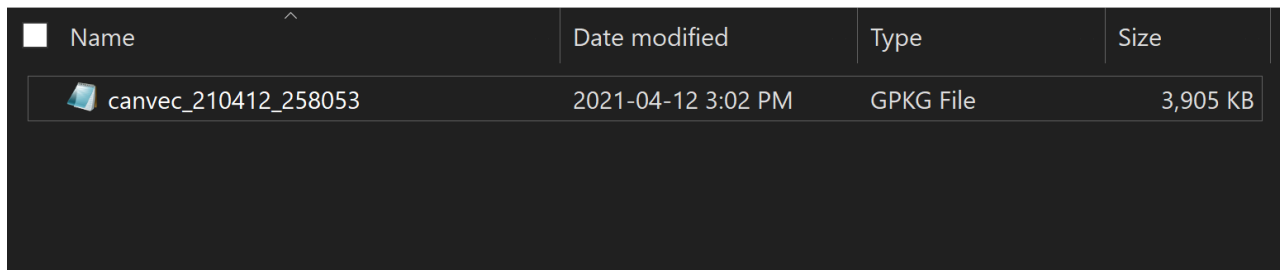 Name Date modified Type Size
canvec_210412_258053 2021-04-12 3:02 PM GPKG File 3,905 KB